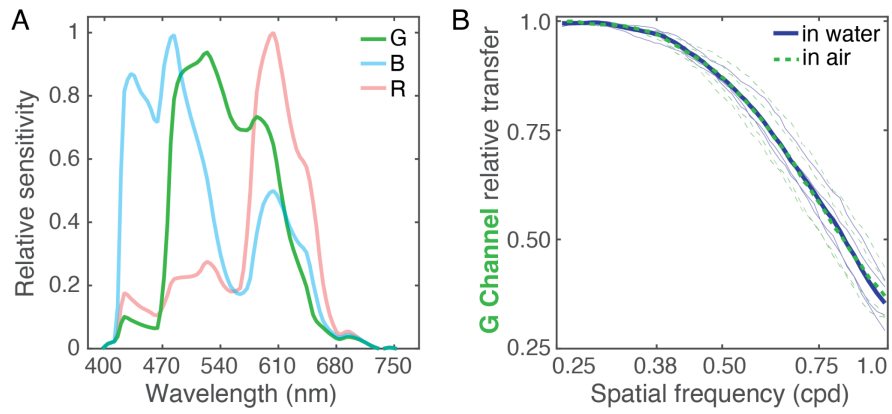 A
Relative sensitivity
1
0.8
0.6
0.4
0.2
0
400 470 540 610 680 750
Wavelength (nm)
G
B
R
B
G Channel relative transfer
1.0
0.75
0.50
0.25
0.25 0.38 0.50 0.75 1.0
Spatial frequency (cpd)
in water
in air